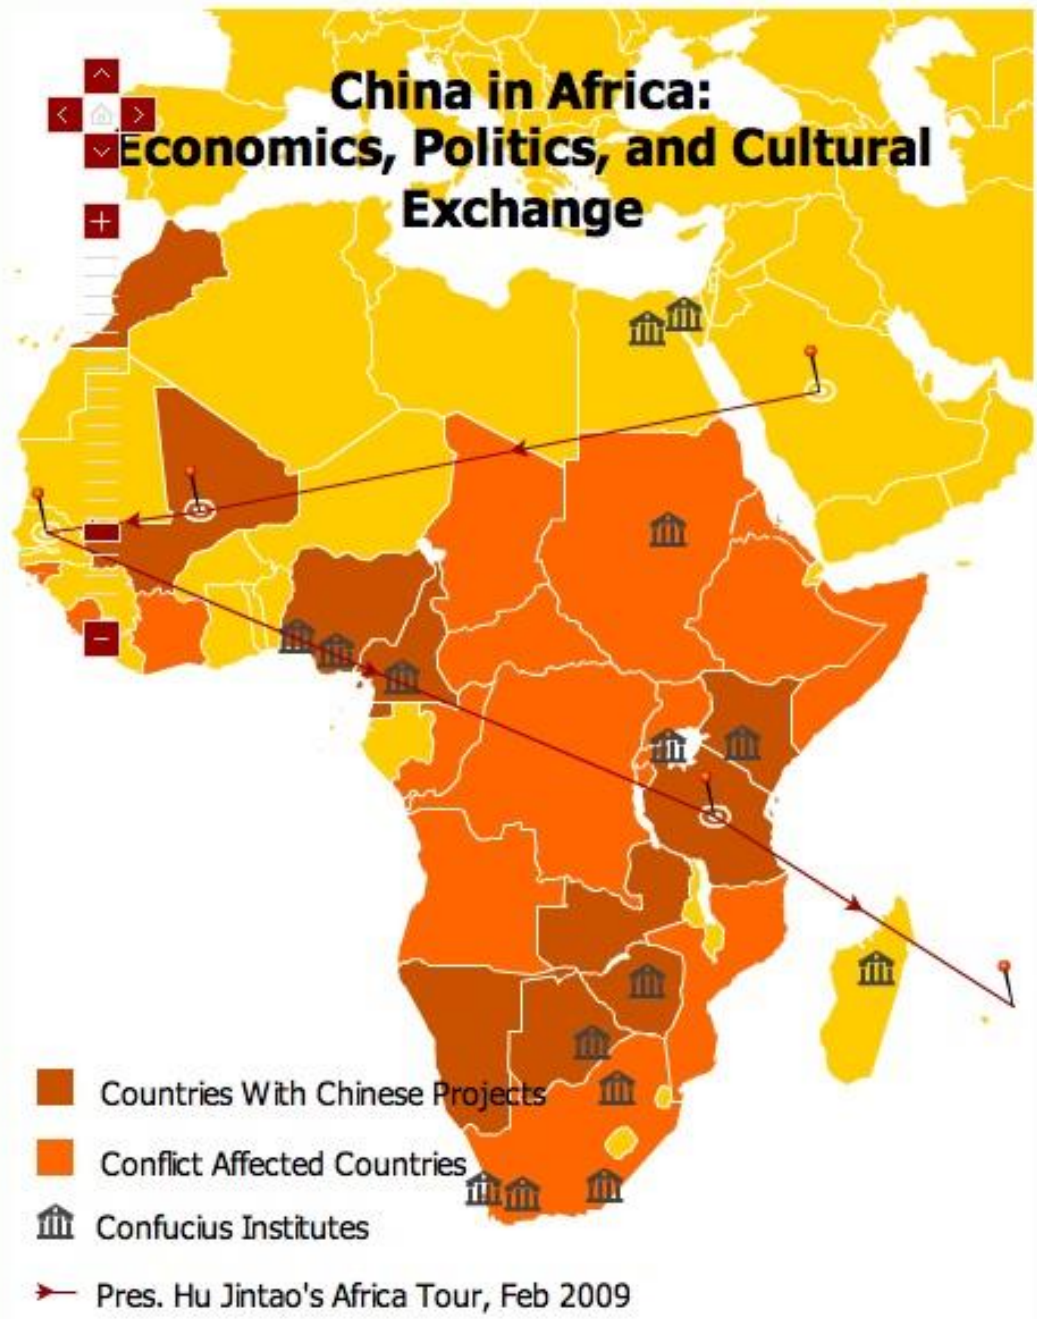 China in Africa:
Economics, Politics, and Cultural
Exchange
Countries With Chinese Projects
Conflict Affected Countries
Confucius Institutes
Pres. Hu Jintao's Africa Tour, Feb 2009